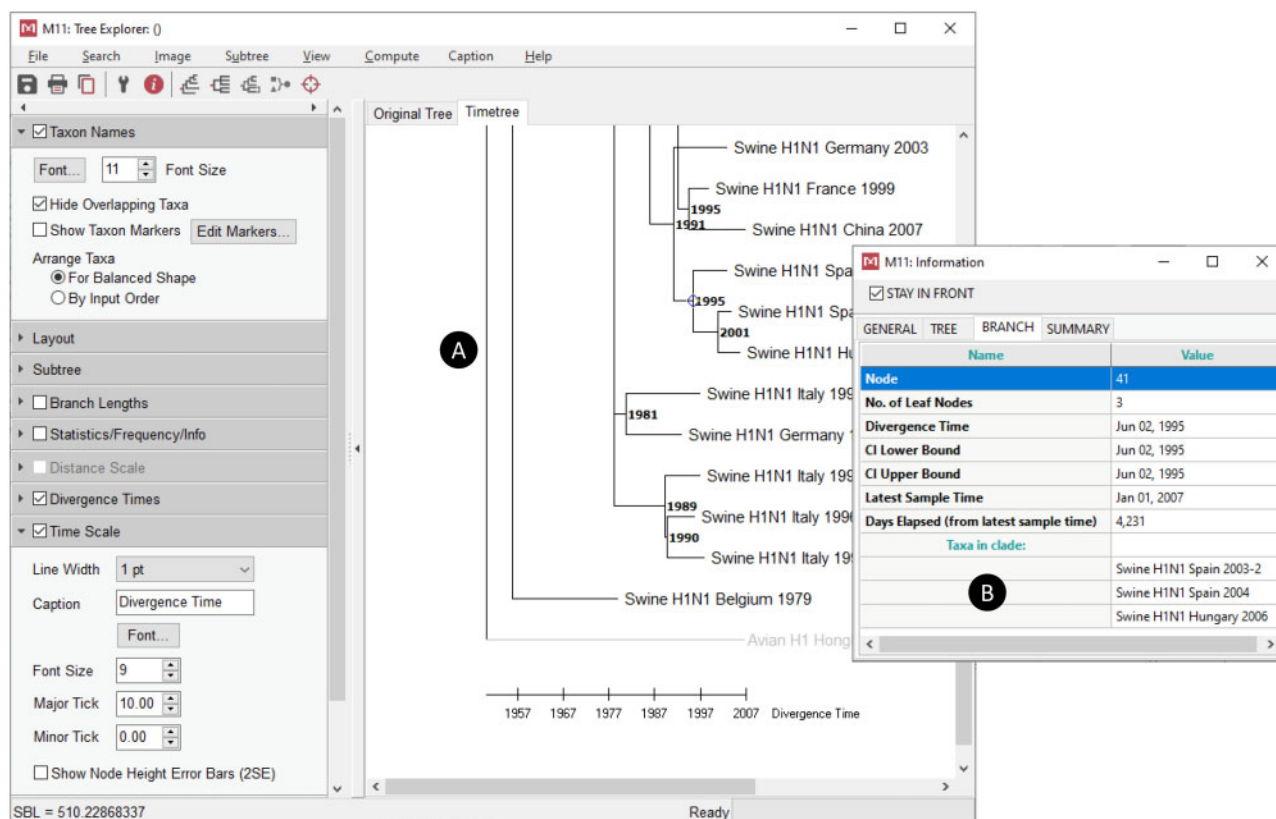 M11: Tree Explorer: ()
File Search Image Subtree View Compute Caption Help
Original Tree Timetree
Taxon Names
Font... 11 Font Size
Hide Overlapping Taxa
Show Taxon Markers Edit Markers...
Arrange Taxa
For Balanced Shape
By Input Order
Layout
Subtree
Branch Lengths
Statistics/Frequency/Info
Distance Scale
Divergence Times
Time Scale
Line Width 1 pt
Caption Divergence Time
Font...
Font Size 9
Major Tick 10.00
Minor Tick 0.00
Show Node Height Error Bars (2SE)
SBL = 510.22868337 Ready
Swine H1N1 Germany 2003
Swine H1N1 France 1999
1995
1991
Swine H1N1 China 2007
Swine H1N1 Spa
1995
Swine H1N1 Spa
2001
Swine H1N1 Hu
A
Swine H1N1 Italy 199
1981
Swine H1N1 Germany 1
Swine H1N1 Italy 199
1989
Swine H1N1 Italy 1996
1990
Swine H1N1 Italy 199
Swine H1N1 Belgium 1979
Avian H1 Hong
1957 1967 1977 1987 1997 2007 Divergence Time
M11: Information
STAY IN FRONT
GENERAL TREE BRANCH SUMMARY
Name Value
Node 41
No. of Leaf Nodes 3
Divergence Time Jun 02, 1995
CI Lower Bound Jun 02, 1995
CI Upper Bound Jun 02, 1995
Latest Sample Time Jan 01, 2007
Days Elapsed (from latest sample time) 4,231
Taxa in clade:
Swine H1N1 Spain 2003-2
B Swine H1N1 Spain 2004
Swine H1N1 Hungary 2006